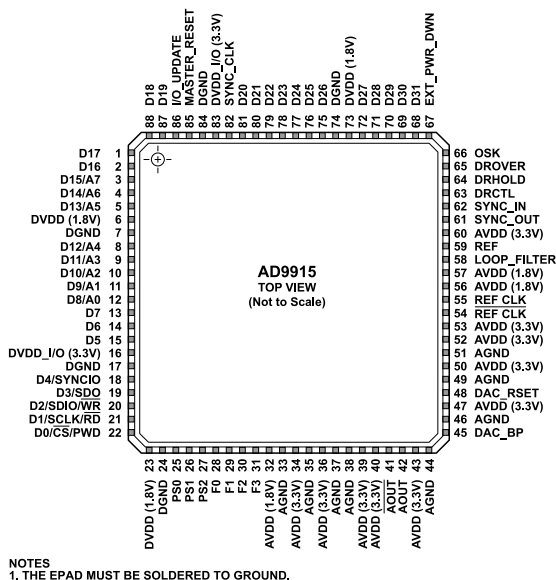 88 D18
87 D19
86 I/O_UPDATE
85 MASTER_RESET
84 DGND
83 DVDD_I/O (3.3V)
82 SYNC_CLK
81 D20
80 D21
79 D22
78 D23
77 D24
76 D25
75 D26
74 DGND
73 DVDD (1.8V)
72 D27
71 D28
70 D29
69 D30
68 D31
67 EXT_PWR_DWN
D17 1
D16 2
D15/A7 3
D14/A6 4
D13/A5 5
DVDD (1.8V) 6
DGND 7
D12/A4 8
D11/A3 9
D10/A2 10
D9/A1 11
D8/A0 12
D7 13
D6 14
D5 15
DVDD_I/O (3.3V) 16
DGND 17
D4/SYNCIO 18
D3/SDO 19
D2/SDIO/WR 20
D1/SCLK/RD 21
D0/CS/PWD 22
AD9915
TOP VIEW
(Not to Scale)
66 OSK
65 DROVER
64 DRHOLD
63 DRCTL
62 SYNC_IN
61 SYNC_OUT
60 AVDD (3.3V)
59 REF
58 LOOP_FILTER
57 AVDD (1.8V)
56 AVDD (1.8V)
55 REF CLK
54 REF CLK
53 AVDD (3.3V)
52 AVDD (3.3V)
51 AGND
50 AVDD (3.3V)
49 AGND
48 DAC_RSET
47 AVDD (3.3V)
46 AGND
45 DAC_BP
DVDD (1.8V) 23
DGND 24
PS0 25
PS1 26
PS2 27
F0 28
F1 29
F2 30
F3 31
AVDD (1.8V) 32
AGND 33
AVDD (3.3V) 34
AGND 35
AVDD (3.3V) 36
AGND 37
AGND 38
AVDD (3.3V) 39
AVDD (3.3V) 40
AOUT 41
AOUT 42
AVDD (3.3V) 43
AGND 44
NOTES
1. THE EPAD MUST BE SOLDERED TO GROUND.